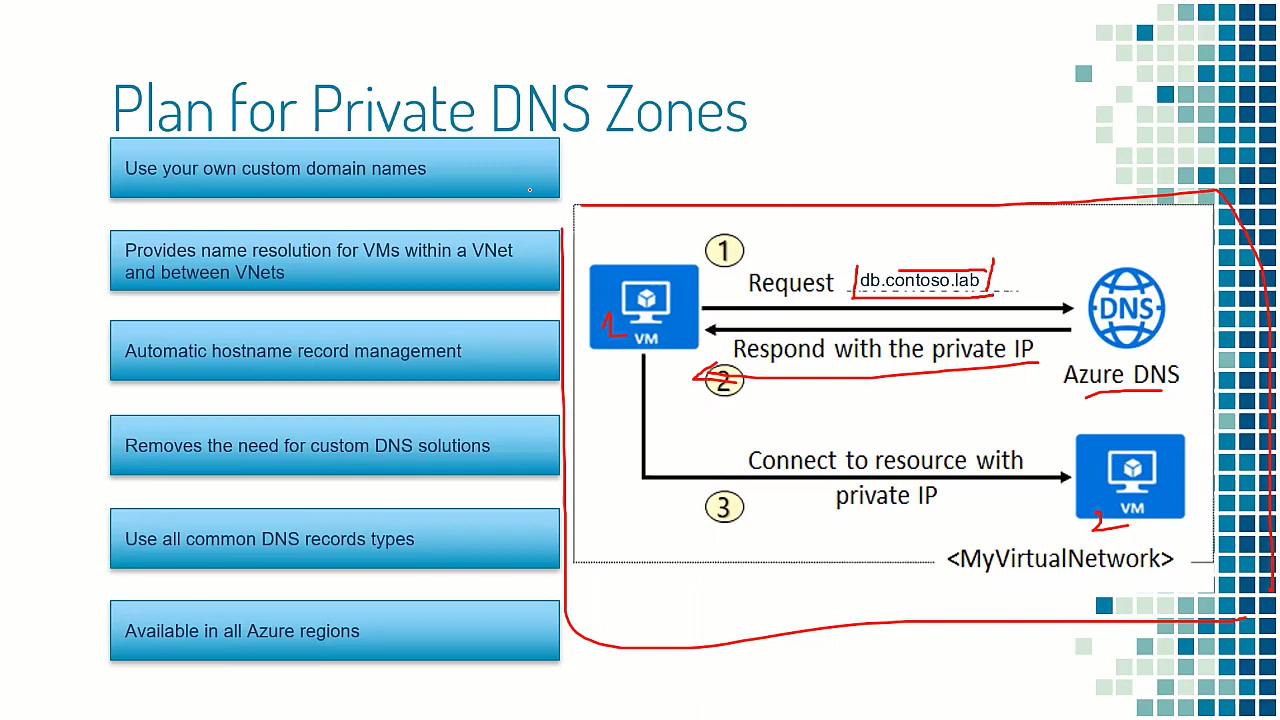 Plan for Private DNS Zones
Use your own custom domain names
Provides name resolution for VMs within a VNet
and between VNets
Automatic hostname record management
Removes the need for custom DNS solutions
Use all common DNS records types
Available in all Azure regions
1
Request db.contoso.lab
VM
1
DNS
Respond with the private IP
2
Azure DNS
Connect to resource with
private IP
3
VM
2
<MyVirtualNetwork>